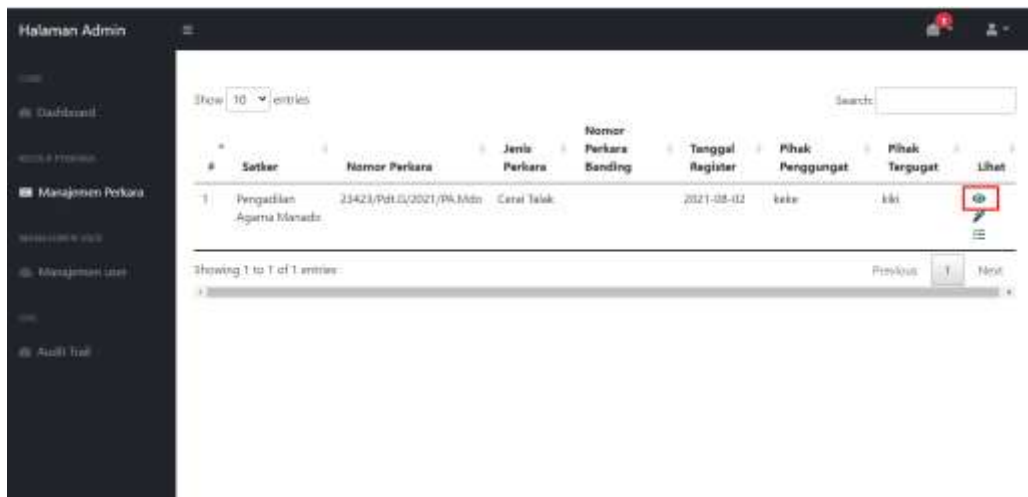 Halaman Admin
Dashboard
Manajemen Perkara
Manajemen user
Audit Trail
Show 10 entries
Search:
# Satker Nomor Perkara Jenis Perkara Nomor Perkara Banding Tanggal Register Pihak Penggungat Pihak Tergugat Lihat
1 Pengadilan Agama Manado 23423/Pdt.G/2021/PA.Mdo Cerai Talak 2021-08-02 keke kiki
Showing 1 to 1 of 1 entries
Previous 1 Next